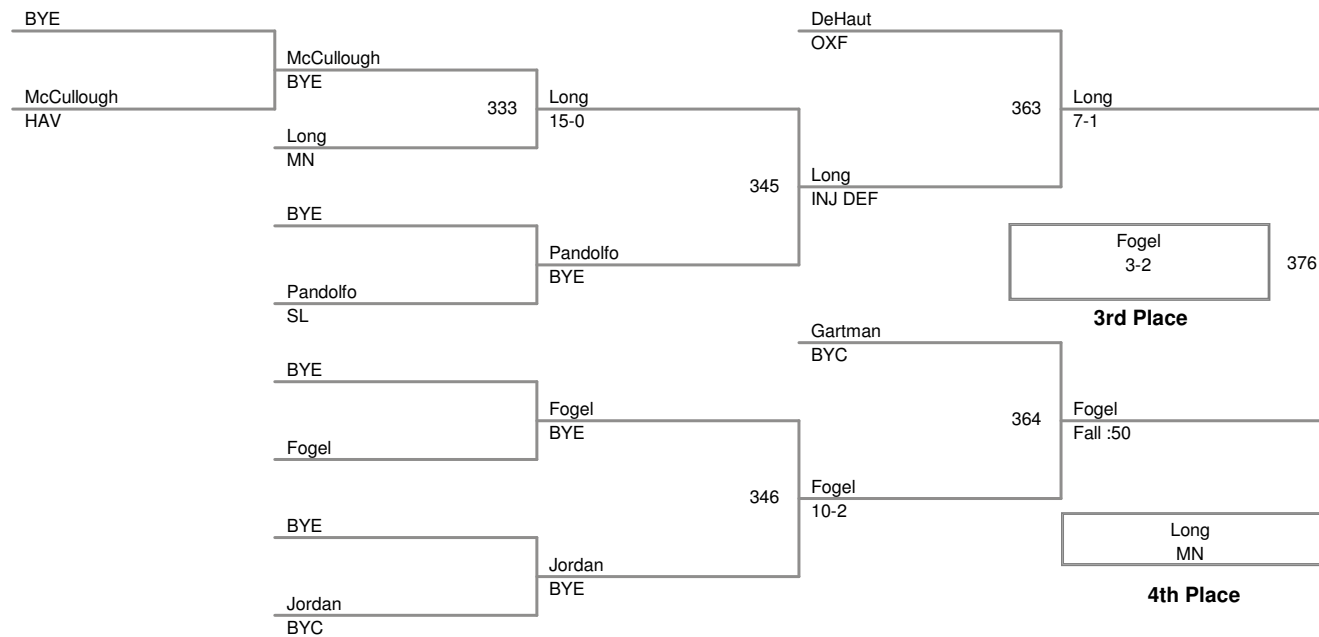 BYE
DeHaut
OXF
McCullough
BYE
McCullough
HAV
333
Long
15-0
363
Long
7-1
Long
MN
345
Long
INJ DEF
BYE
Pandolfo
BYE
Fogel
3-2
376
Pandolfo
SL
3rd Place
Gartman
BYC
BYE
Fogel
BYE
364
Fogel
Fall :50
Fogel
346
Fogel
10-2
BYE
Long
MN
Jordan
BYE
4th Place
Jordan
BYC